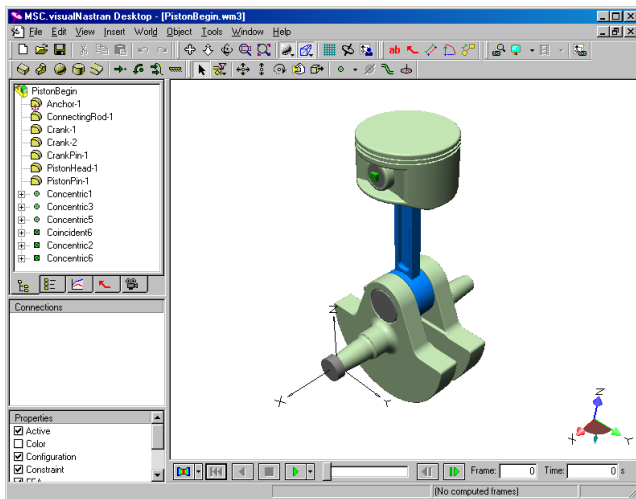 MSC.visualNastran Desktop - [PistonBegin.wm3]
File Edit View Insert World Object Tools Window Help
ab
PistonBegin
Anchor-1
ConnectingRod-1
Crank-1
Crank-2
CrankPin-1
PistonHead-1
PistonPin-1
Concentric1
Concentric3
Concentric5
Coincident6
Concentric2
Concentric6
Connections
Properties
Active
Color
Configuration
Constraint
Z
X
Y
Z
X
Y
Frame: 0 Time: 0 s
(No computed frames)